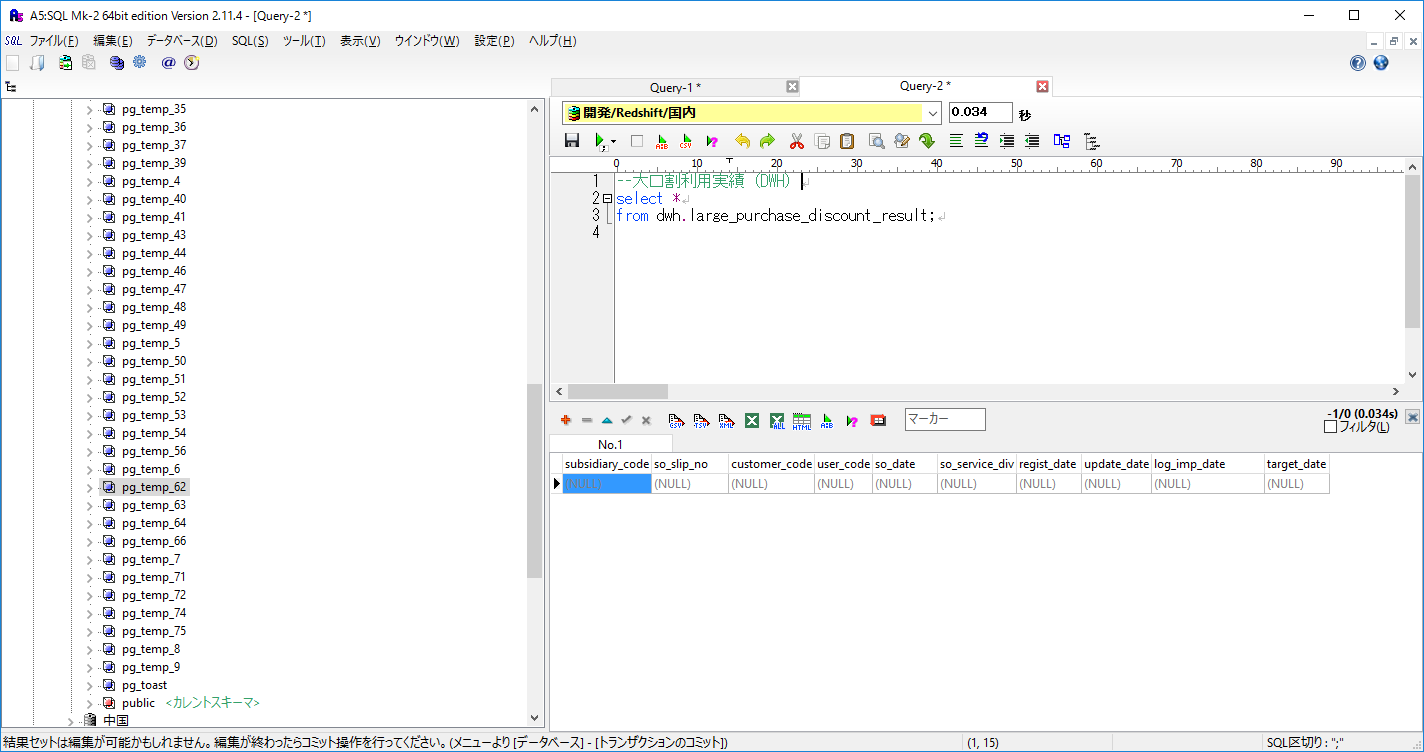 A5:SQL Mk-2 64bit edition Version 2.11.4 - [Query-2 *]
SQL ファイル(F) 編集(E) データベース(D) SQL(S) ツール(T) 表示(V) ウインドウ(W) 設定(P) ヘルプ(H)
pg_temp_35
pg_temp_36
pg_temp_37
pg_temp_39
pg_temp_4
pg_temp_40
pg_temp_41
pg_temp_43
pg_temp_44
pg_temp_46
pg_temp_47
pg_temp_48
pg_temp_49
pg_temp_5
pg_temp_50
pg_temp_51
pg_temp_52
pg_temp_53
pg_temp_54
pg_temp_56
pg_temp_6
pg_temp_62
pg_temp_63
pg_temp_64
pg_temp_66
pg_temp_7
pg_temp_71
pg_temp_72
pg_temp_74
pg_temp_75
pg_temp_8
pg_temp_9
pg_toast
public <カレントスキーマ>
中国
Query-1 * Query-2 *
開発/Redshift/国内 0.034 秒
0 10 20 30 40 50 60 70 80 90
1 --大口割利用実績（DWH）
2 select *
3 from dwh.large_purchase_discount_result;
4
マーカー
-1/0 (0.034s)
フィルタ(L)
No.1
subsidiary_code so_slip_no customer_code user_code so_date so_service_div regist_date update_date log_imp_date target_date
(NULL) (NULL) (NULL) (NULL) (NULL) (NULL) (NULL) (NULL) (NULL) (NULL)
結果セットは編集が可能かもしれません。編集が終わったらコミット操作を行ってください。(メニューより [データベース] - [トランザクションのコミット]) (1, 15) SQL区切り : ";"